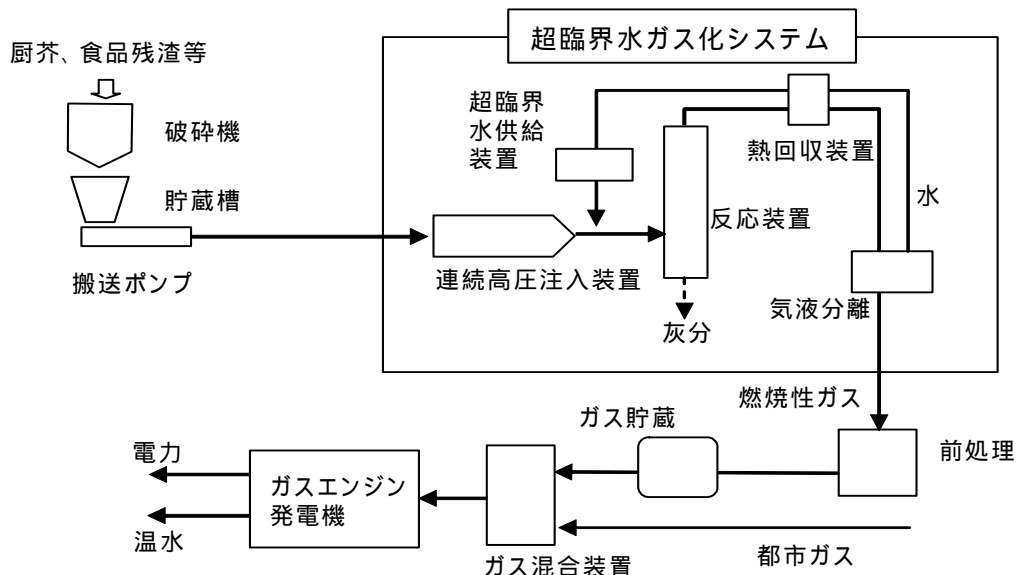 超臨界水ガス化システム
厨芥、食品残渣等
破砕機
貯蔵槽
搬送ポンプ
超臨界
水供給
装置
熱回収装置
水
反応装置
連続高圧注入装置
気液分離
灰分
燃焼性ガス
前処理
ガス貯蔵
電力
ガスエンジン
発電機
温水
ガス混合装置
都市ガス